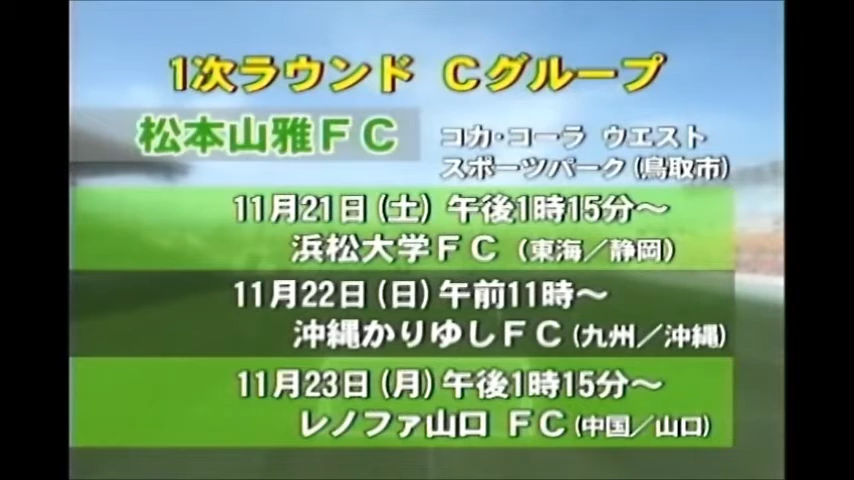 1次ラウンド Cグループ
松本山雅FC
コカ・コーラ ウエスト
スポーツパーク(鳥取市)
11月21日(土) 午後1時15分～
浜松大学FC (東海／静岡)
11月22日(日) 午前11時～
沖縄かりゆしFC (九州／沖縄)
11月23日(月) 午後1時15分～
レノファ山口 FC (中国／山口)